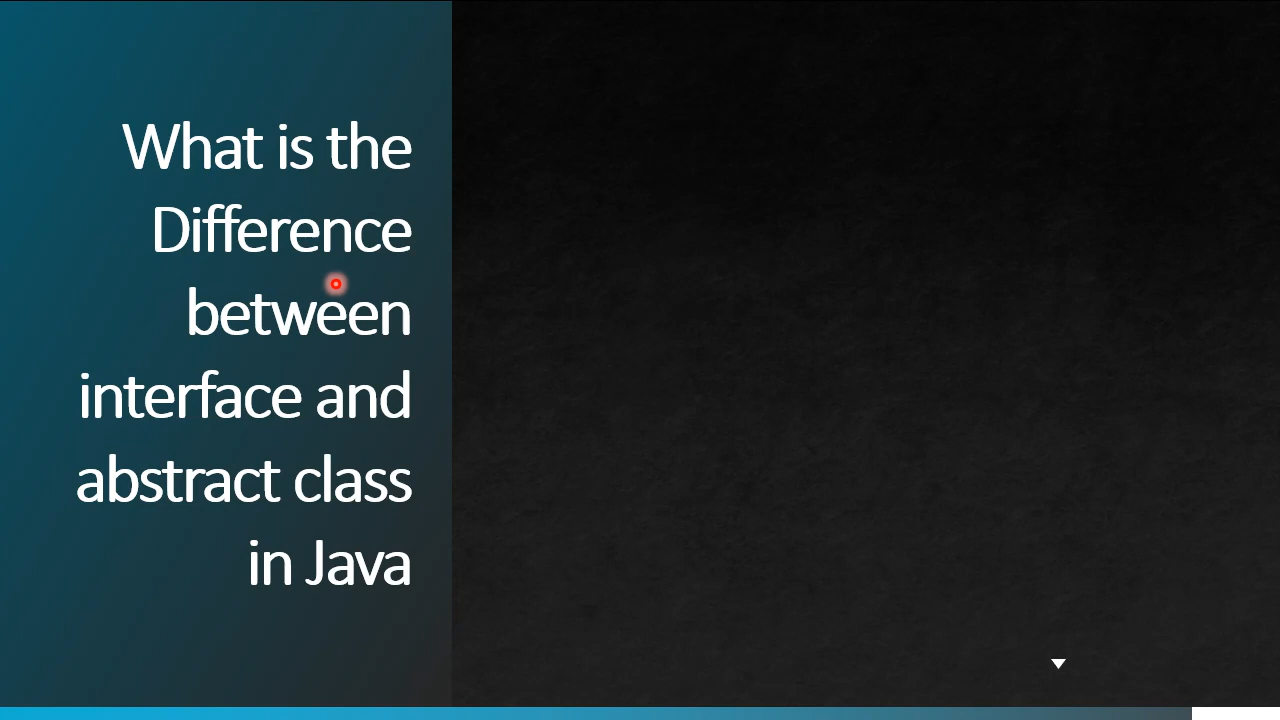 What is the
Difference
between
interface and
abstract class
in Java